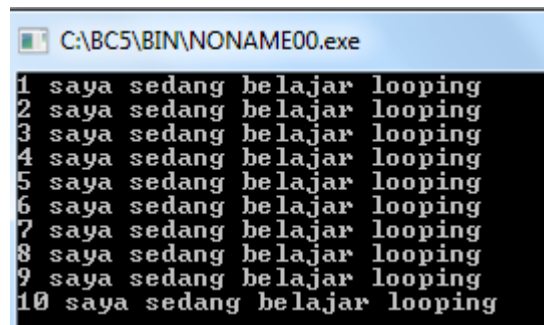 C:\BC5\BIN\NONAME00.exe
1 saya sedang belajar looping
2 saya sedang belajar looping
3 saya sedang belajar looping
4 saya sedang belajar looping
5 saya sedang belajar looping
6 saya sedang belajar looping
7 saya sedang belajar looping
8 saya sedang belajar looping
9 saya sedang belajar looping
10 saya sedang belajar looping